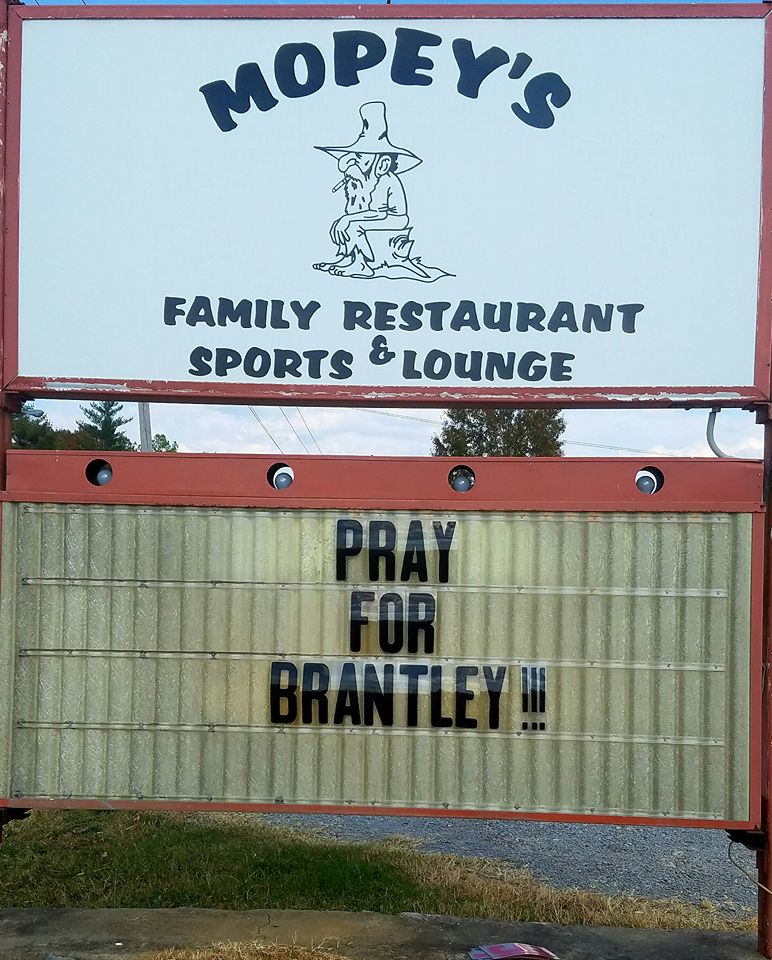 MOPEY'S
FAMILY RESTAURANT
&
SPORTS LOUNGE
PRAY
FOR
BRANTLEY!!!